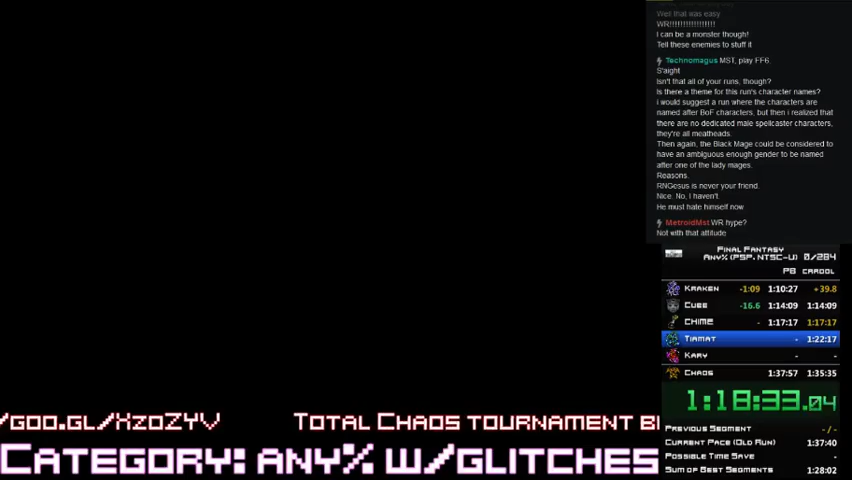 Well that was easy
WR!!!!!!!!!!!!!!!!!
I can be a monster though!
Tell these enemies to stuff it
Technomagus MST, play FF6.
S'aight
Isn't that all of your runs, though?
Is there a theme for this run's character names?
i would suggest a run where the characters are
named after BoF characters, but then i realized that
there are no dedicated male spellcaster characters,
they're all meatheads.
Then again, the Black Mage could be considered to
have an ambiguous enough gender to be named
after one of the lady mages.
Reasons.
RNGesus is never your friend.
Nice. No, I haven't.
He must hate himself now
MetroidMst WR hype?
Not with that attitude
Final Fantasy
Any% (PSP, NTSC-U) 0/284
PB Carool
Kraken -1:09 1:10:27 +39.8
Cube -16.6 1:14:09 1:14:09
CHIME - 1:17:17 1:17:17
Tiamat - 1:22:17
Kary - -
Chaos 1:37:57 1:35:35
1:18:33.04
Previous Segment - / -
Current Pace (Old Run) 1:37:40
Possible Time Save -
Sum of Best Segments 1:28:02
/goo.gl/XzoZYV Total Chaos tournament b
Category: any% w/glitches